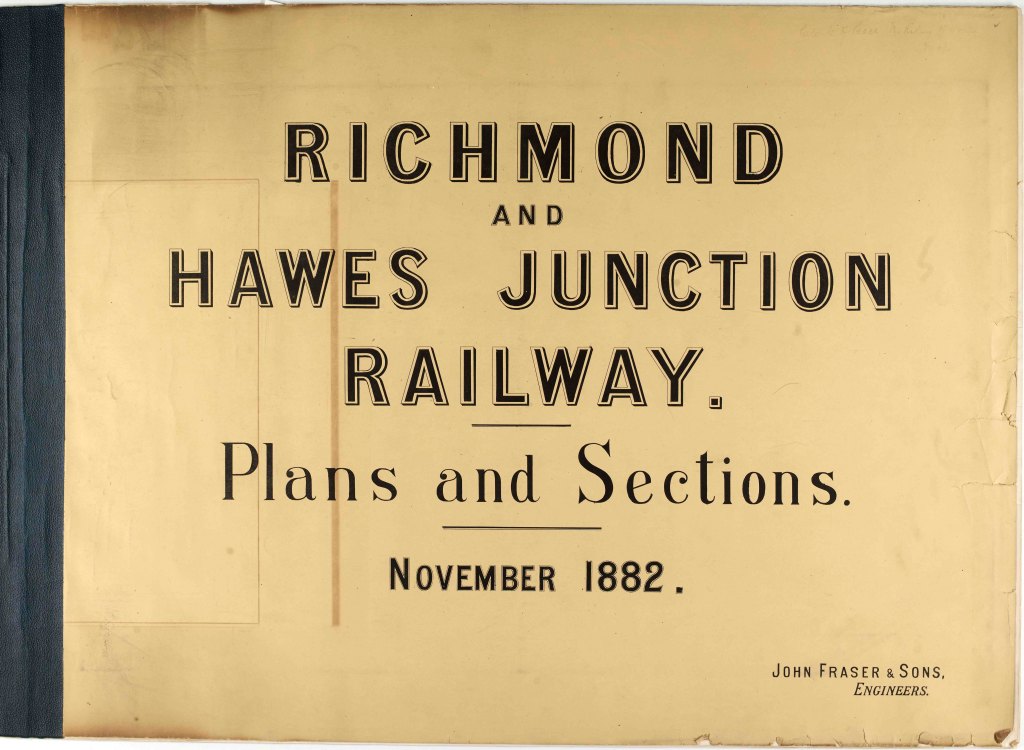 RICHMOND
AND
HAWES JUNCTION
RAILWAY.
Plans and Sections.
NOVEMBER 1882.
JOHN FRASER & SONS,
ENGINEERS.